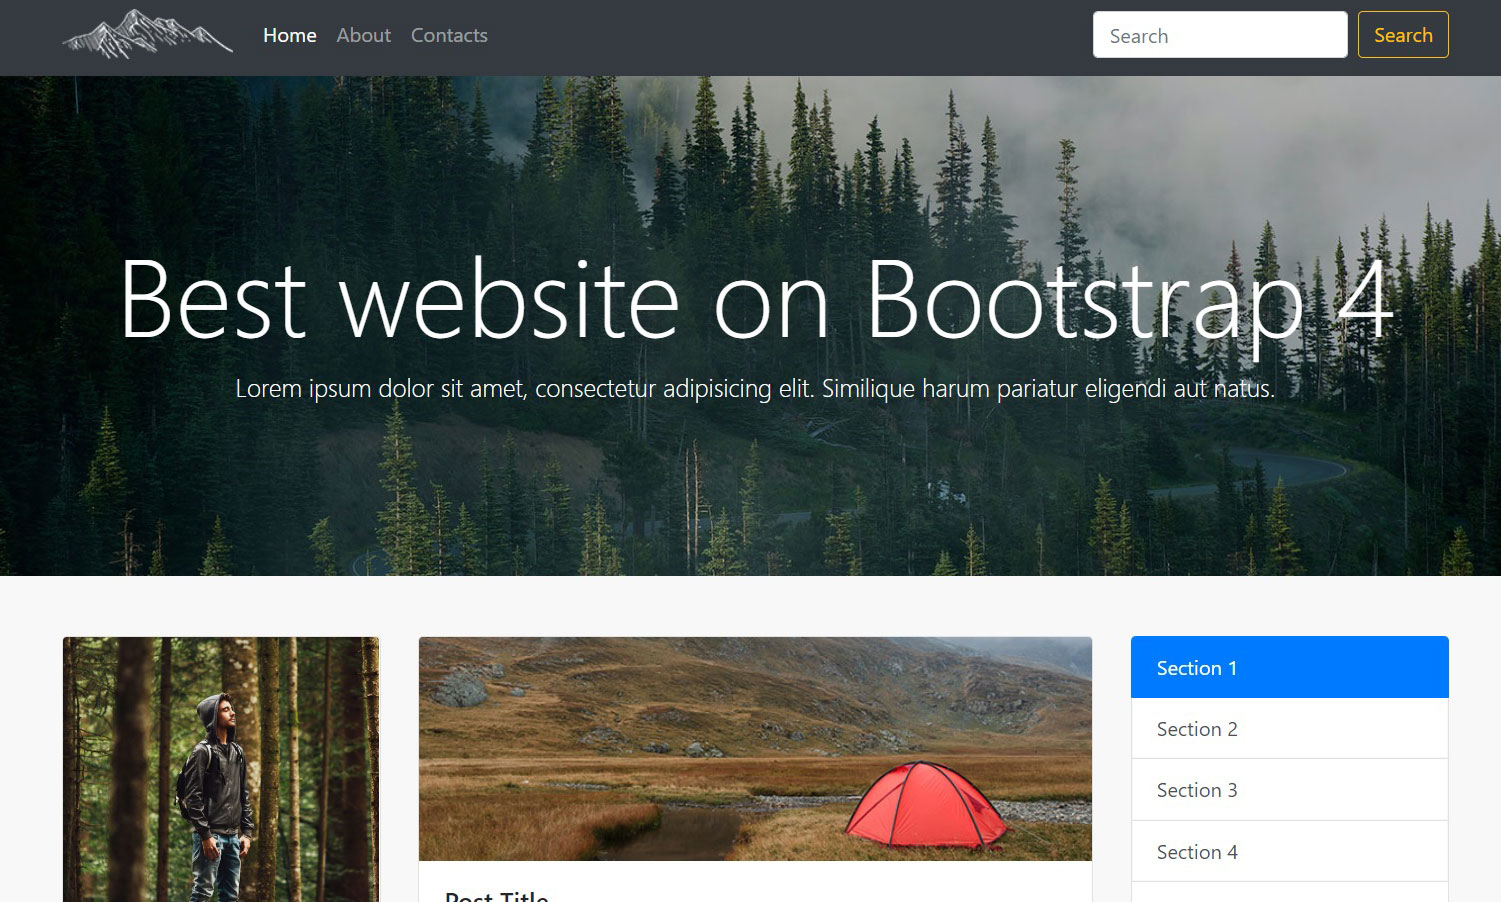 Home About Contacts Search Search
Best website on Bootstrap 4
Lorem ipsum dolor sit amet, consectetur adipisicing elit. Similique harum pariatur eligendi aut natus.
Section 1
Section 2
Section 3
Section 4
Post Title